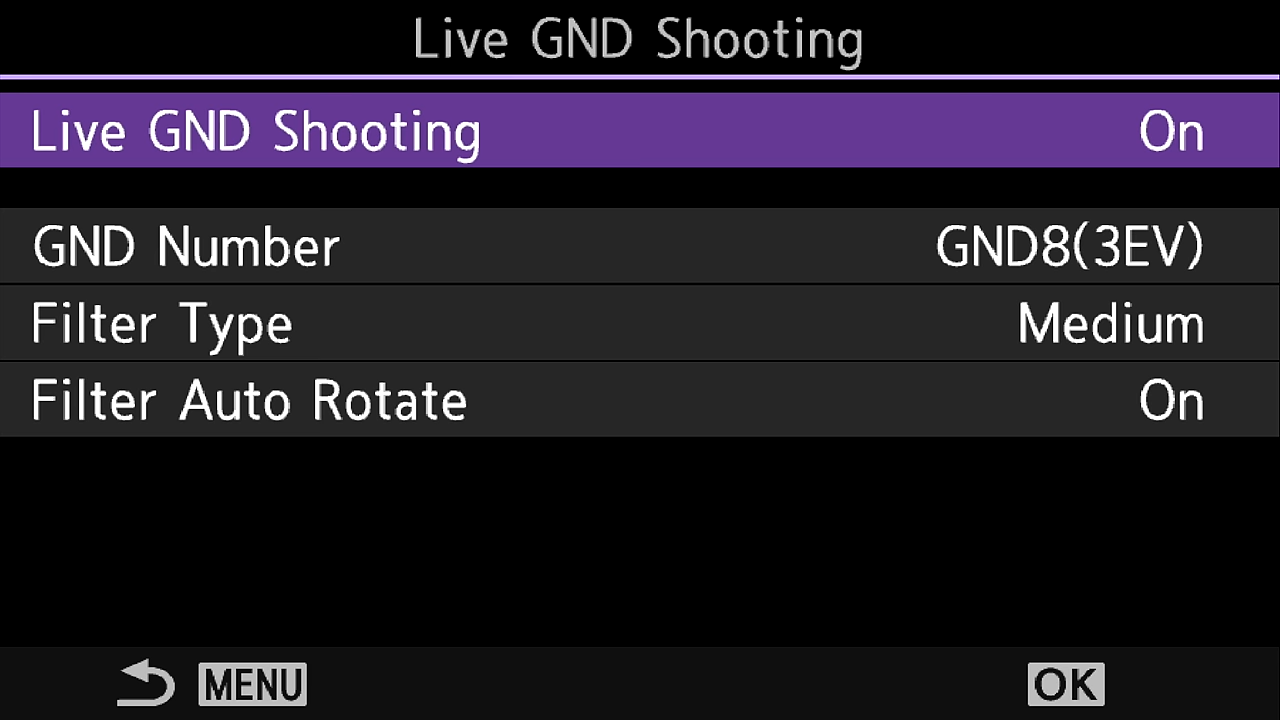 Live GND Shooting
Live GND Shooting On
GND Number GND8(3EV)
Filter Type Medium
Filter Auto Rotate On
MENU OK